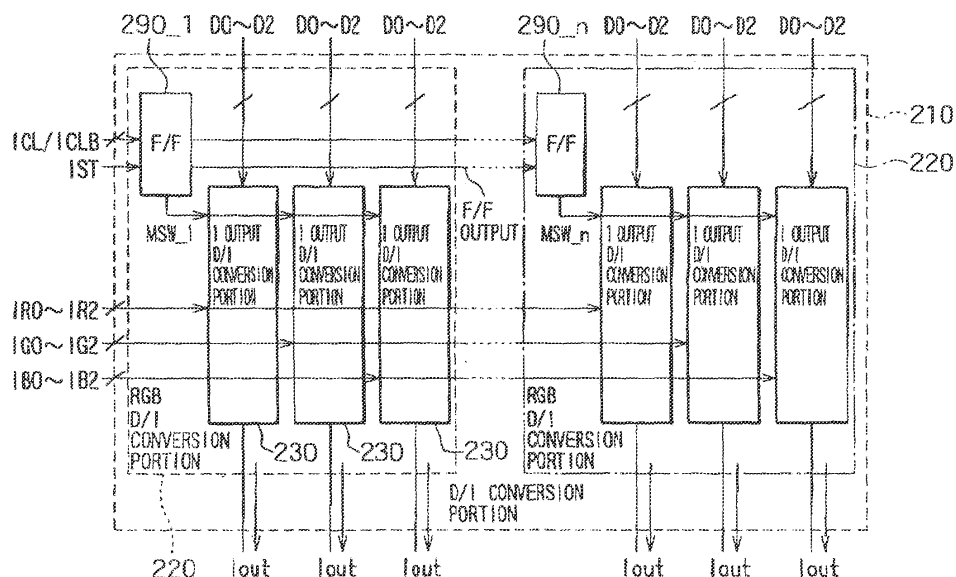 290_1 D0~D2 D0~D2 D0~D2 290_n D0~D2 D0~D2 D0~D2
210
ICL/ICLB F/F F/F
220
IST
F/F
OUTPUT
MSW_1 MSW_n
1 OUTPUT
D/I
CONVERSION
PORTION
1 OUTPUT
D/I
CONVERSION
PORTION
1 OUTPUT
D/I
CONVERSION
PORTION
1 OUTPUT
D/I
CONVERSION
PORTION
1 OUTPUT
D/I
CONVERSION
PORTION
1 OUTPUT
D/I
CONVERSION
PORTION
IR0~IR2
IG0~IG2
IB0~IB2
RGB
D/I
CONVERSION
PORTION
230 230 230
RGB
D/I
CONVERSION
PORTION
D/I CONVERSION
PORTION
220 Iout Iout Iout Iout Iout Iout